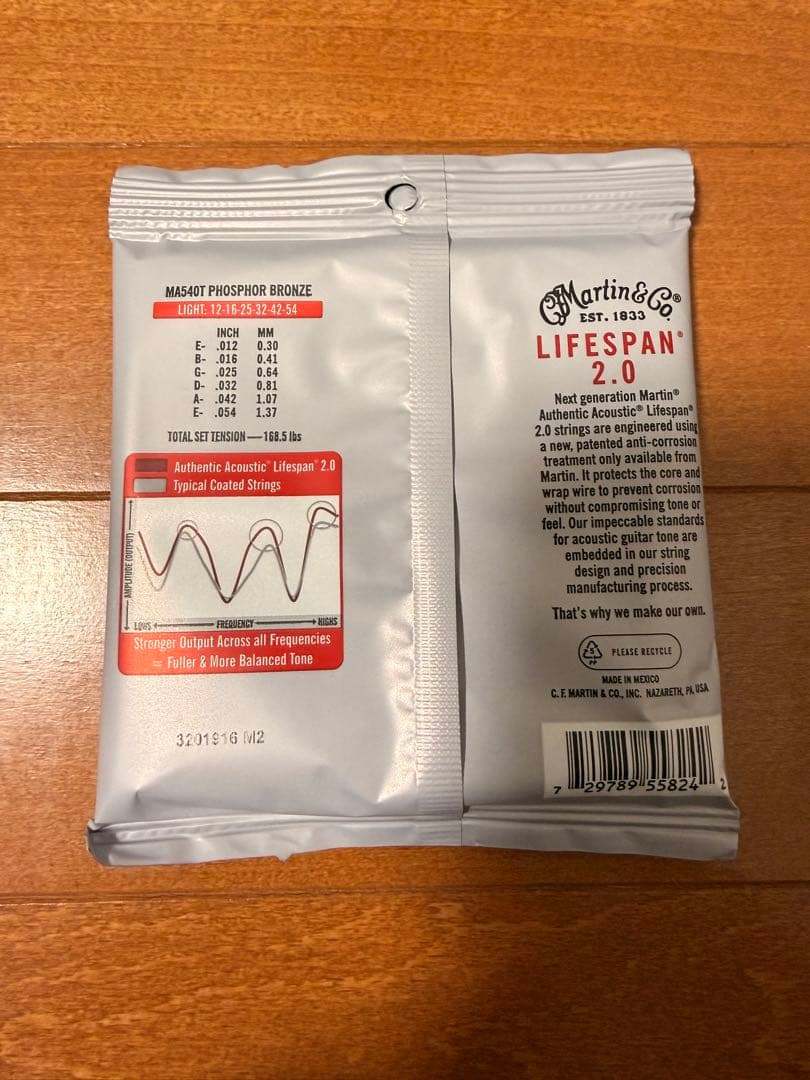 MA540T PHOSPHOR BRONZE
LIGHT: 12-16-25-32-42-54
INCH MM
E- .012 0.30
B- .016 0.41
G- .025 0.64
D- .032 0.81
A- .042 1.07
E- .054 1.37
TOTAL SET TENSION — 168.5 lbs
Authentic Acoustic® Lifespan® 2.0
Typical Coated Strings
AMPLITUDE (OUTPUT)
LOWS FREQUENCY HIGHS
Stronger Output Across all Frequencies
= Fuller & More Balanced Tone
3201916 M2
CF Martin & Co.®
EST. 1833
LIFESPAN®
2.0
Next generation Martin®
Authentic Acoustic® Lifespan®
2.0 strings are engineered using
a new, patented anti-corrosion
treatment only available from
Martin. It protects the core and
wrap wire to prevent corrosion
without compromising tone or
feel. Our impeccable standards
for acoustic guitar tone are
embedded in our string
design and precision
manufacturing process.
That's why we make our own.
5
PP
PLEASE RECYCLE
MADE IN MEXICO
C. F. MARTIN & CO., INC. NAZARETH, PA, USA
7 29789 55824 2